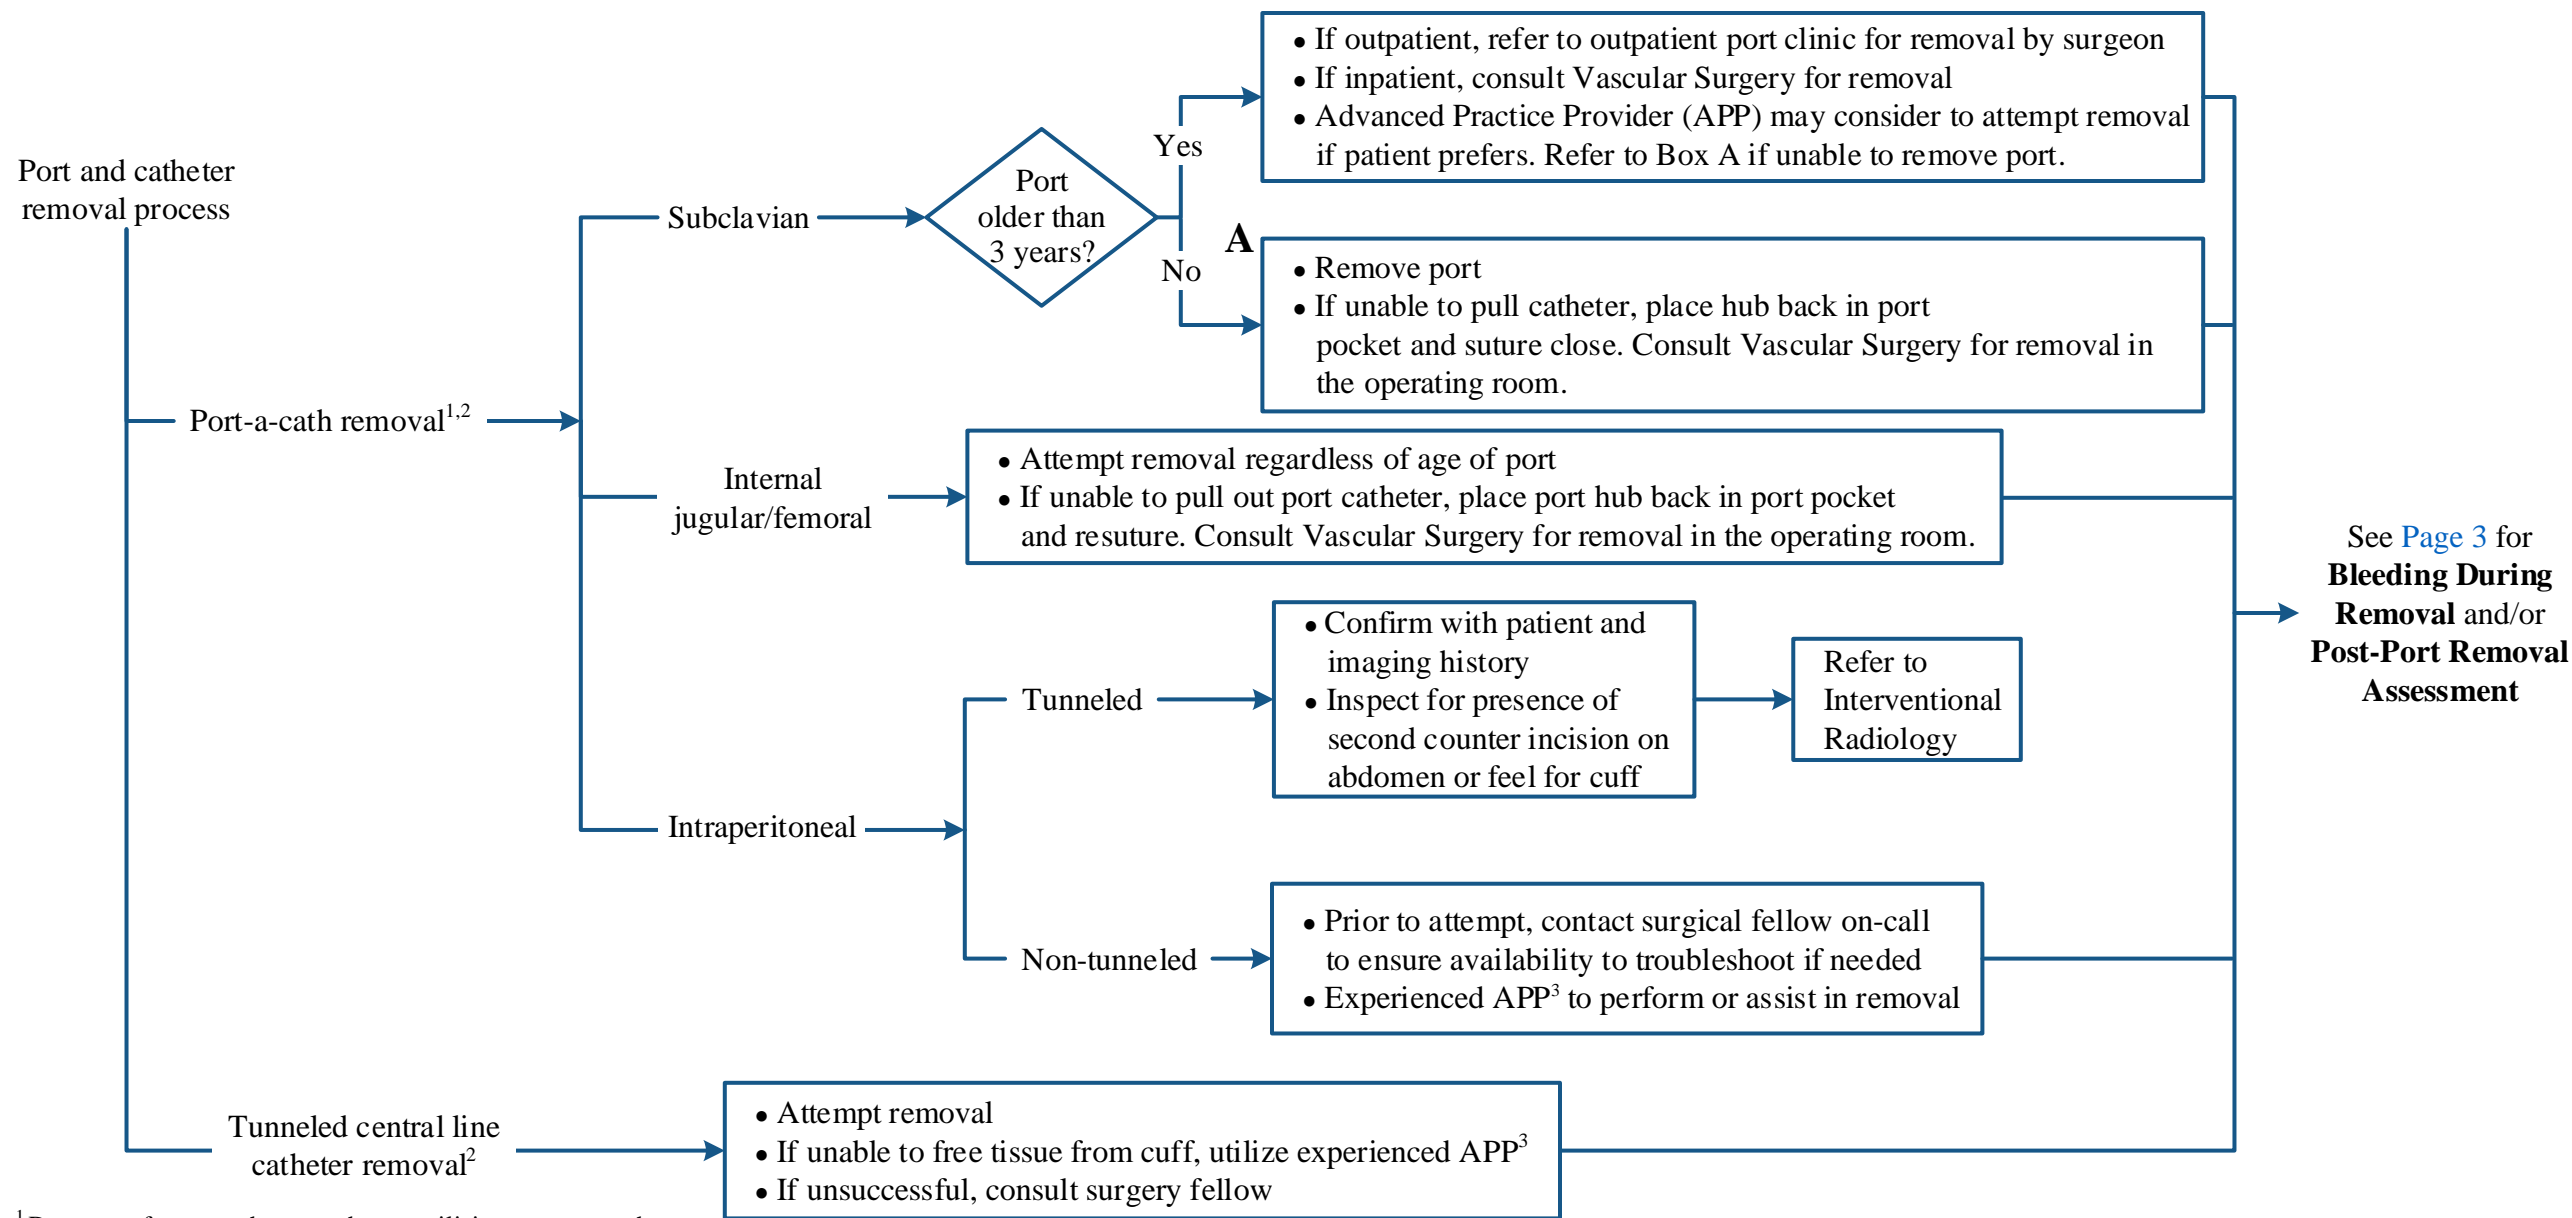 Port and catheter
removal process
Port-a-cath removal1,2
Subclavian
Port
older than
3 years?
Yes
• If outpatient, refer to outpatient port clinic for removal by surgeon
• If inpatient, consult Vascular Surgery for removal
• Advanced Practice Provider (APP) may consider to attempt removal
if patient prefers. Refer to Box A if unable to remove port.
No
A
• Remove port
• If unable to pull catheter, place hub back in port
pocket and suture close. Consult Vascular Surgery for removal in
the operating room.
Internal
jugular/femoral
• Attempt removal regardless of age of port
• If unable to pull out port catheter, place port hub back in port pocket
and resuture. Consult Vascular Surgery for removal in the operating room.
Intraperitoneal
Tunneled
• Confirm with patient and
imaging history
• Inspect for presence of
second counter incision on
abdomen or feel for cuff
Refer to
Interventional
Radiology
Non-tunneled
• Prior to attempt, contact surgical fellow on-call
to ensure availability to troubleshoot if needed
• Experienced APP3 to perform or assist in removal
Tunneled central line
catheter removal2
• Attempt removal
• If unable to free tissue from cuff, utilize experienced APP3
• If unsuccessful, consult surgery fellow
See Page 3 for
Bleeding During
Removal and/or
Post-Port Removal
Assessment
1